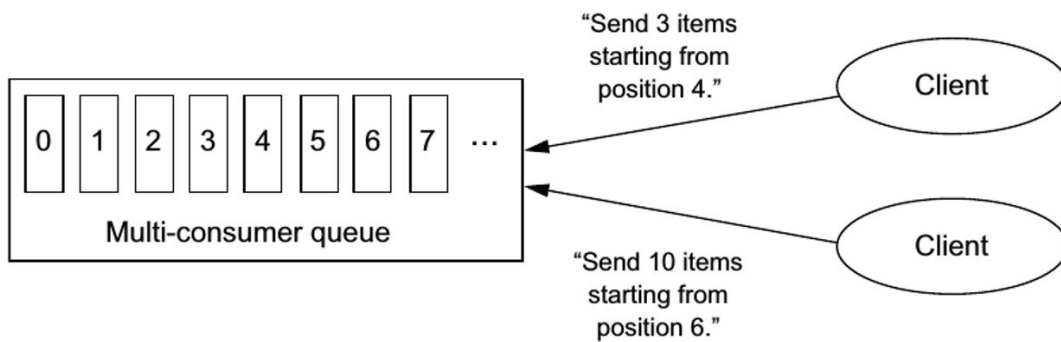 “Send 3 items
starting from
position 4.”
Client
0 1 2 3 4 5 6 7 ...
Multi-consumer queue
Client
“Send 10 items
starting from
position 6.”